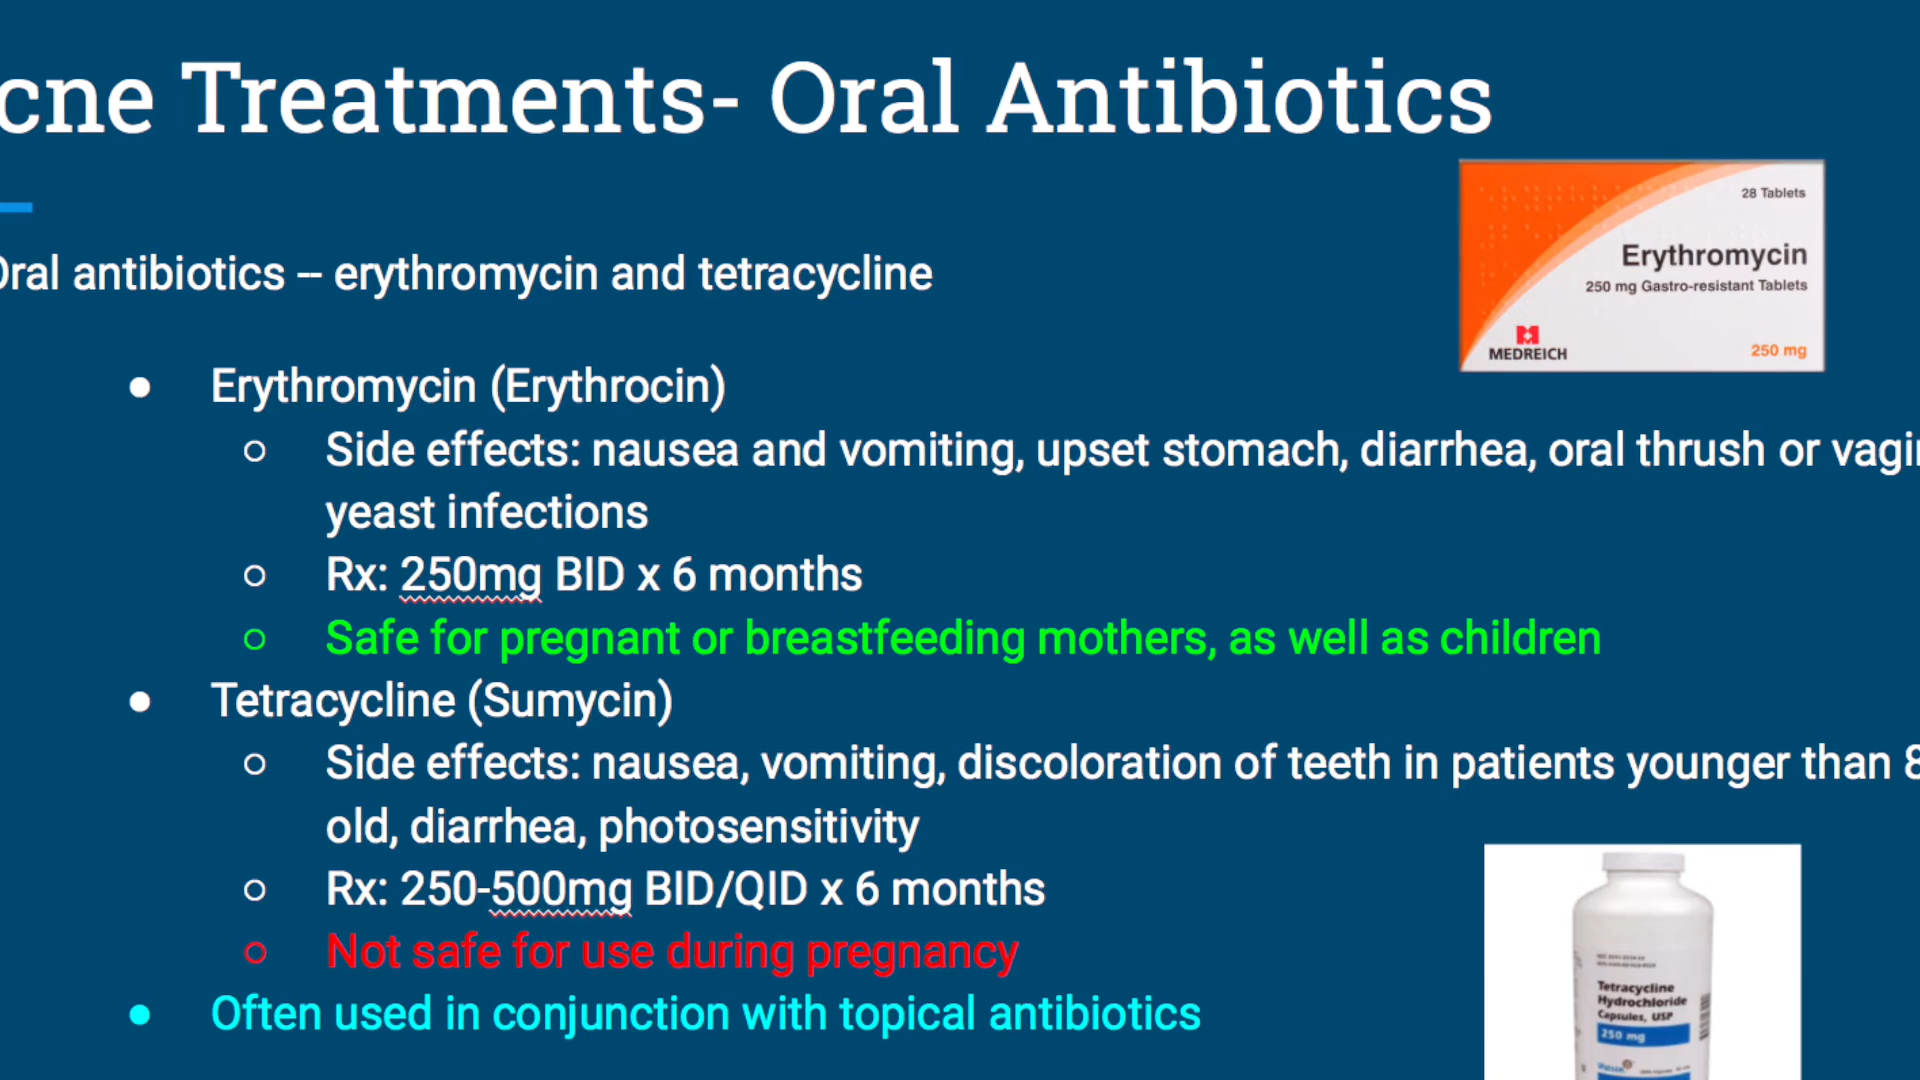 cne Treatments- Oral Antibiotics
28 Tablets
Erythromycin
250 mg Gastro-resistant Tablets
MEDREICH
250 mg
Oral antibiotics -- erythromycin and tetracycline
● Erythromycin (Erythrocin)
○ Side effects: nausea and vomiting, upset stomach, diarrhea, oral thrush or vagin
yeast infections
○ Rx: 250mg BID x 6 months
○ Safe for pregnant or breastfeeding mothers, as well as children
● Tetracycline (Sumycin)
○ Side effects: nausea, vomiting, discoloration of teeth in patients younger than 8
old, diarrhea, photosensitivity
○ Rx: 250-500mg BID/QID x 6 months
○ Not safe for use during pregnancy
● Often used in conjunction with topical antibiotics
Tetracycline
Hydrochloride
Capsules, USP
250 mg